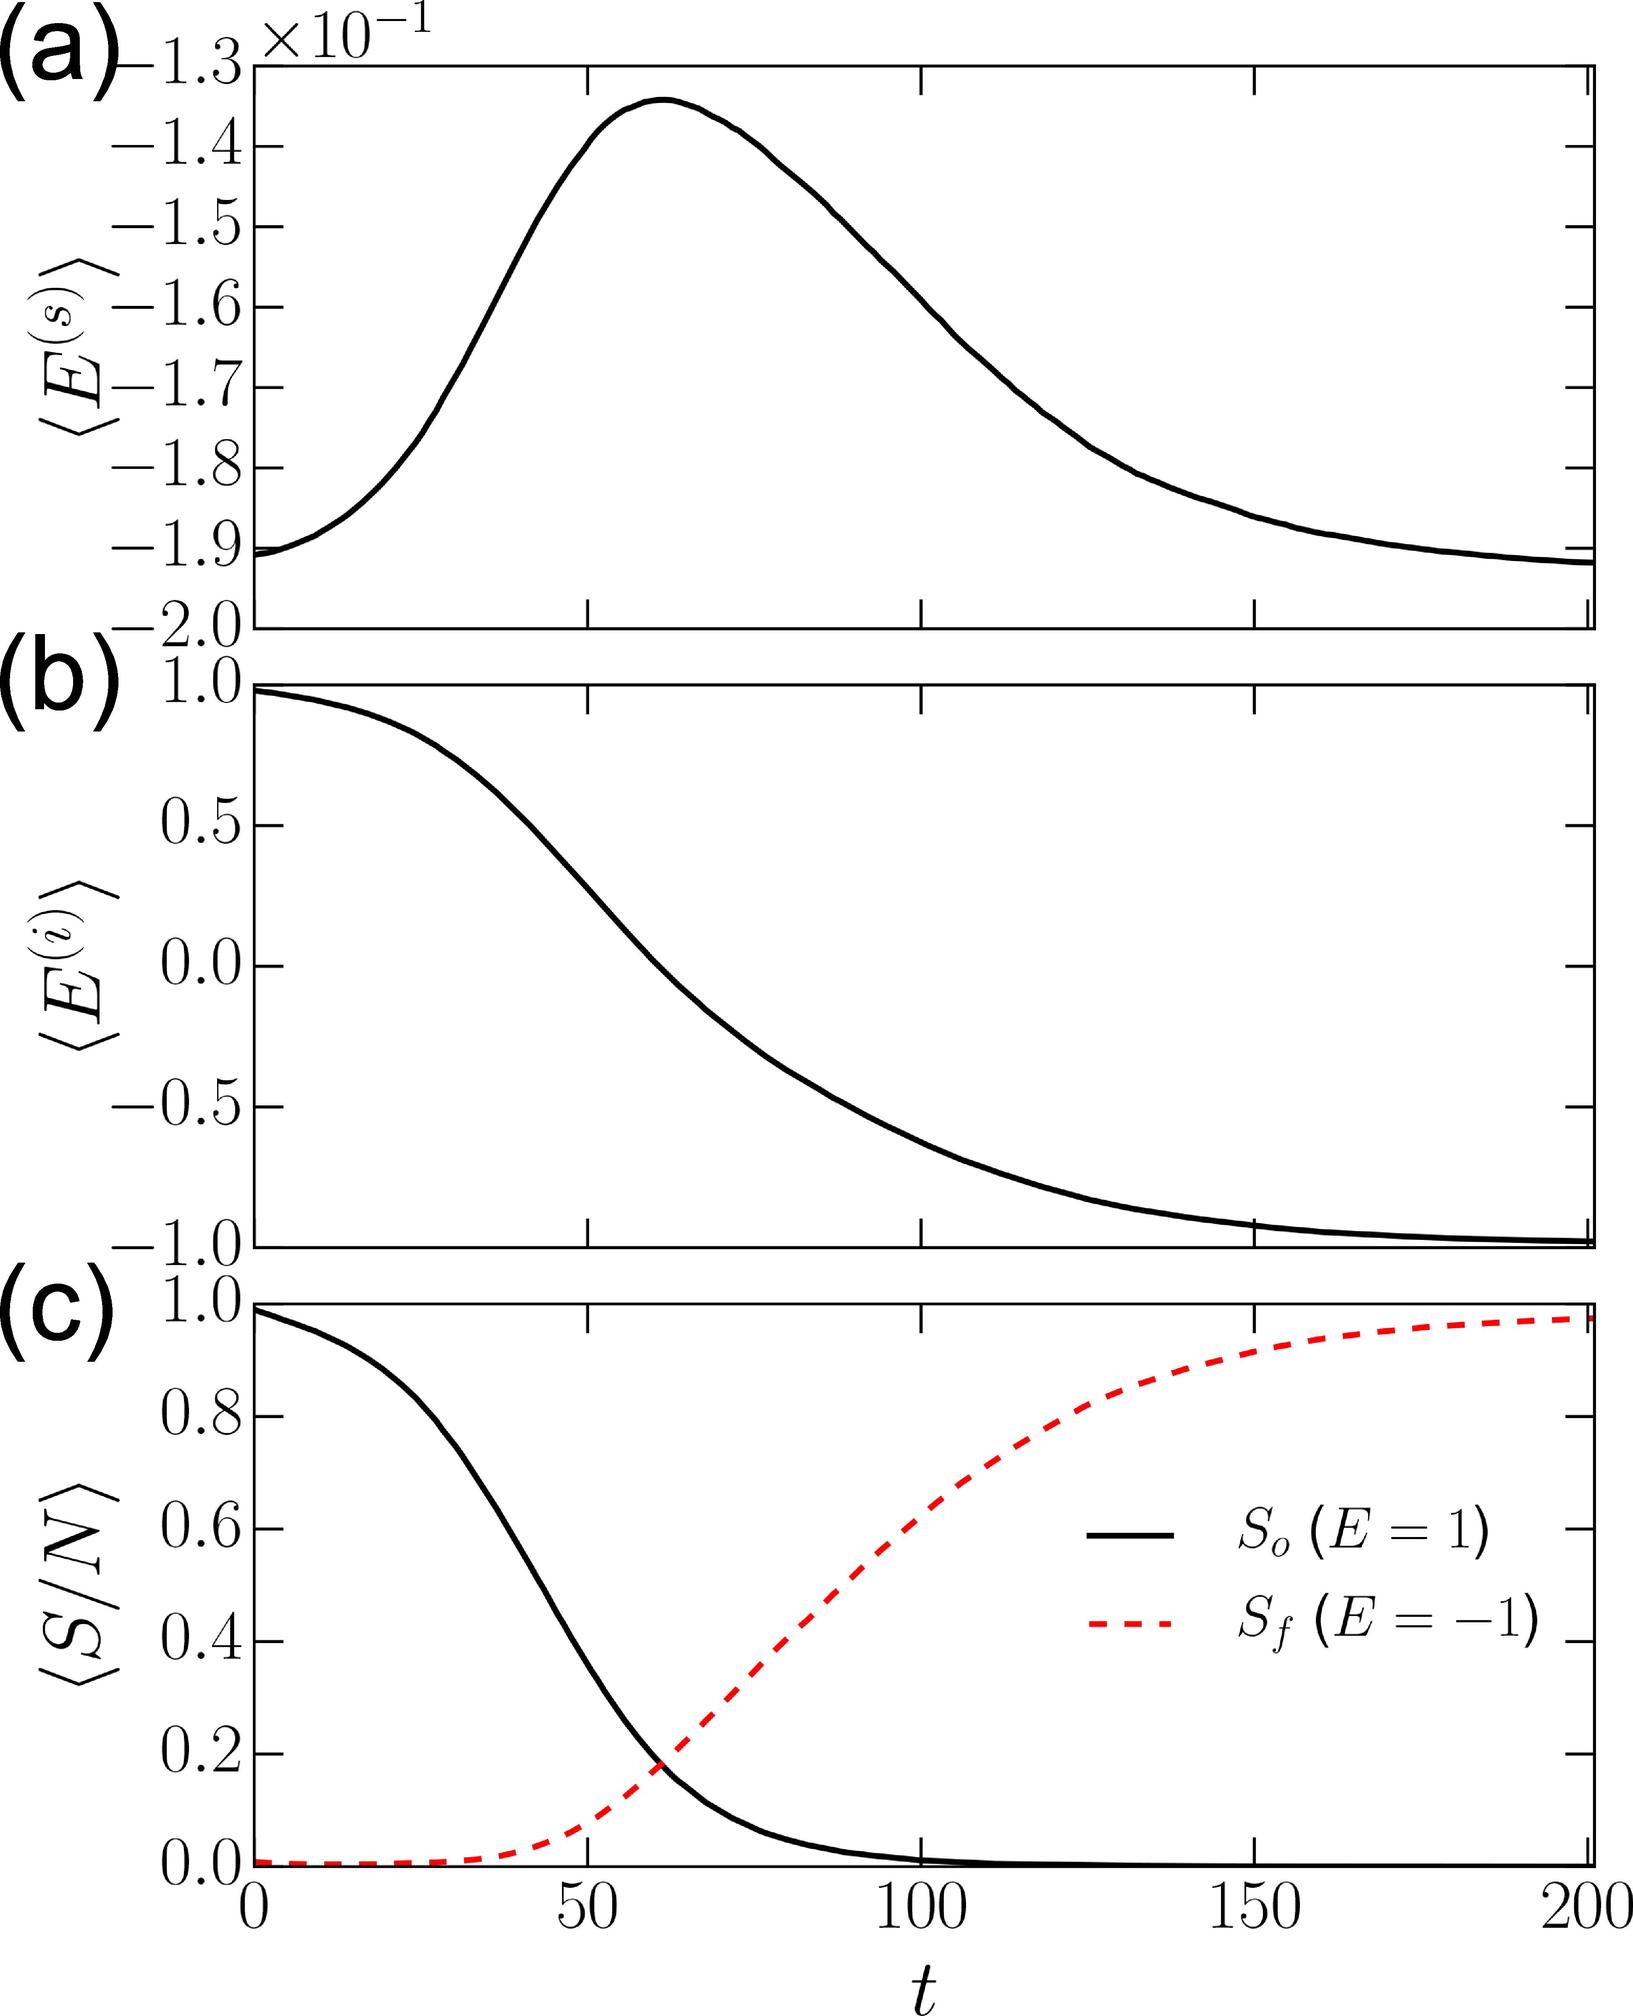 (a)
×10⁻¹
−1.3
−1.4
−1.5
−1.6
−1.7
−1.8
−1.9
−2.0
⟨E⁽ˢ⁾⟩
(b)
1.0
0.5
0.0
−0.5
−1.0
⟨E⁽ⁱ⁾⟩
(c)
1.0
0.8
0.6
0.4
0.2
0.0
⟨S/N⟩
Sₒ (E = 1)
S_f (E = −1)
0 50 100 150 200
t